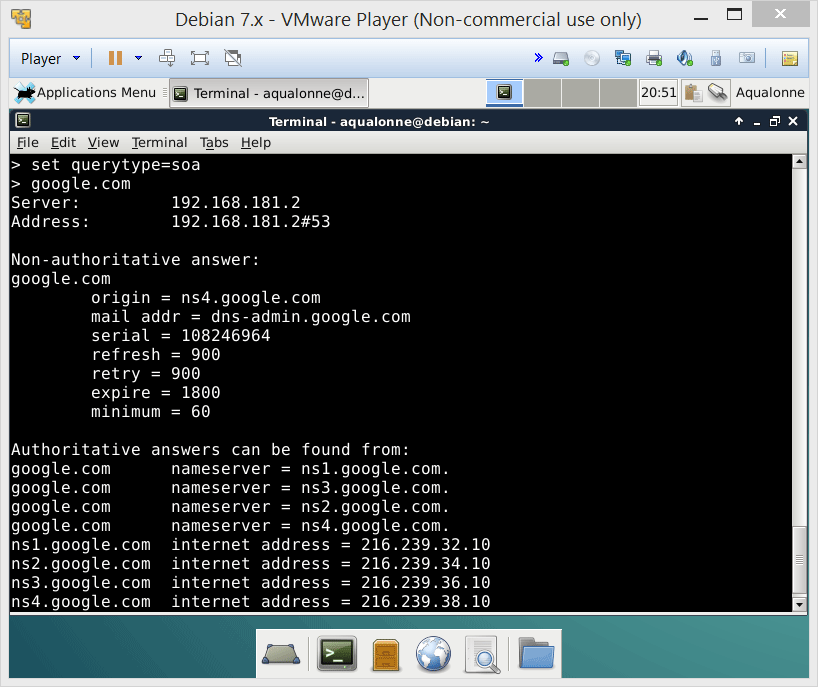 Debian 7.x - VMware Player (Non-commercial use only)
Player
Applications Menu
Terminal - aqualonne@d...
20:51
Aqualonne
Terminal - aqualonne@debian: ~
File Edit View Terminal Tabs Help
> set querytype=soa
> google.com
Server:         192.168.181.2
Address:        192.168.181.2#53
Non-authoritative answer:
google.com
        origin = ns4.google.com
        mail addr = dns-admin.google.com
        serial = 108246964
        refresh = 900
        retry = 900
        expire = 1800
        minimum = 60
Authoritative answers can be found from:
google.com      nameserver = ns1.google.com.
google.com      nameserver = ns3.google.com.
google.com      nameserver = ns2.google.com.
google.com      nameserver = ns4.google.com.
ns1.google.com  internet address = 216.239.32.10
ns2.google.com  internet address = 216.239.34.10
ns3.google.com  internet address = 216.239.36.10
ns4.google.com  internet address = 216.239.38.10